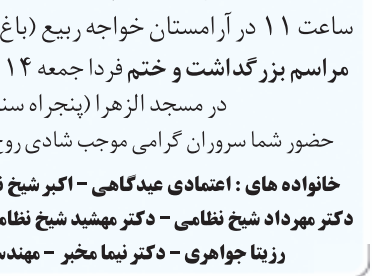 ساعت ۱۱ در آرامستان خواجه ربیع (باغ
مراسم بزرگداشت و ختم فردا جمعه ۱۴
در مسجد الزهرا (پنجراه سنا
حضور شما سروران گرامی موجب شادی روح
خانواده های : اعتمادی عیدگاهی - اکبر شیخ
دکتر مهرداد شیخ نظامی - دکتر مهشید شیخ نظام
رزیتا جواهری - دکتر نیما مخبر - مهندس